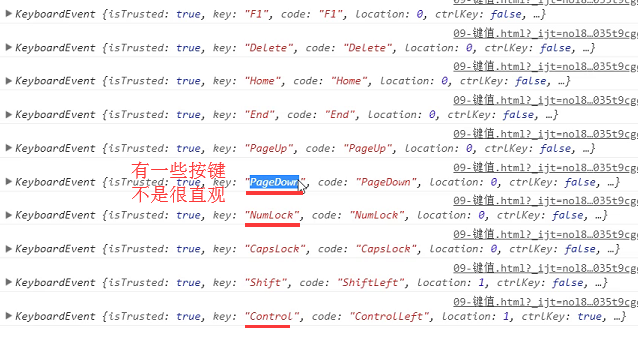 09-键值.html?_ijt=no18…035t9cg
KeyboardEvent {isTrusted: true, key: "F1", code: "F1", location: 0, ctrlKey: false, …}
09-键值.html?_ijt=no18…035t9cg
KeyboardEvent {isTrusted: true, key: "Delete", code: "Delete", location: 0, ctrlKey: false, …}
09-键值.html?_ijt=no18…035t9cg
KeyboardEvent {isTrusted: true, key: "Home", code: "Home", location: 0, ctrlKey: false, …}
09-键值.html?_ijt=no18…035t9cg
KeyboardEvent {isTrusted: true, key: "End", code: "End", location: 0, ctrlKey: false, …}
09-键值.html?_ijt=no18…035t9cg
KeyboardEvent {isTrusted: true, key: "PageUp", code: "PageUp", location: 0, ctrlKey: false, …}
有一些按键
09-键值.html?_ijt=no18…035t9cg
KeyboardEvent {isTrusted: true, key: "PageDown", code: "PageDown", location: 0, ctrlKey: false, …}
不是很直观
09-键值.html?_ijt=no18…035t9cg
KeyboardEvent {isTrusted: true, key: "NumLock", code: "NumLock", location: 0, ctrlKey: false, …}
09-键值.html?_ijt=no18…035t9cg
KeyboardEvent {isTrusted: true, key: "CapsLock", code: "CapsLock", location: 0, ctrlKey: false, …}
09-键值.html?_ijt=no18…035t9cg
KeyboardEvent {isTrusted: true, key: "Shift", code: "ShiftLeft", location: 1, ctrlKey: false, …}
09-键值.html?_ijt=no18…035t9cg
KeyboardEvent {isTrusted: true, key: "Control", code: "ControlLeft", location: 1, ctrlKey: true, …}